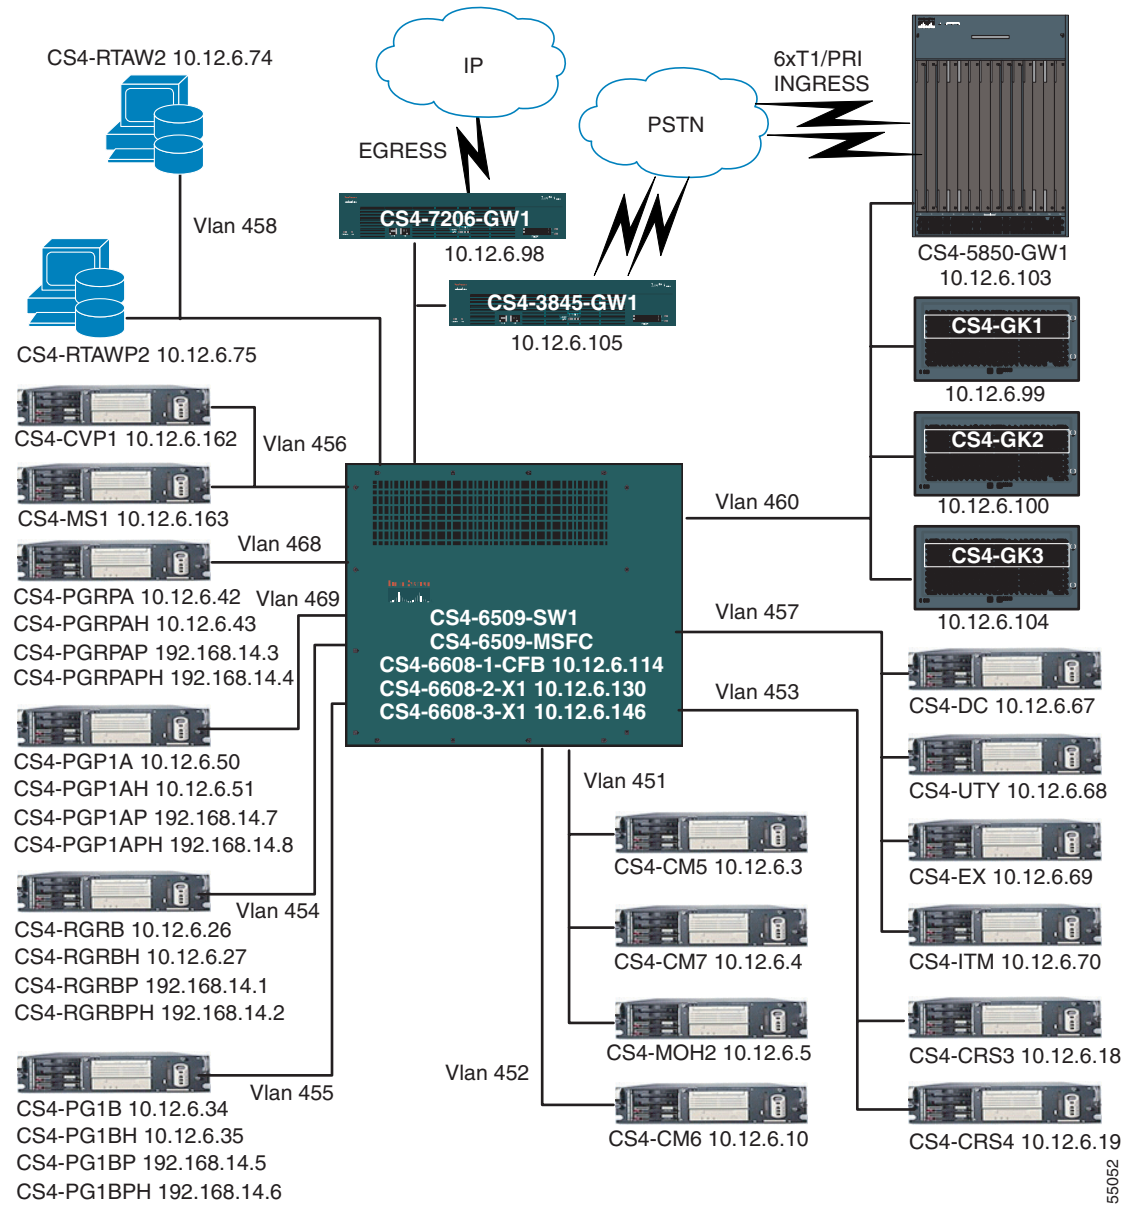 CS4-RTAW2 10.12.6.74
IP
6xT1/PRI
INGRESS
PSTN
EGRESS
Vlan 458
CS4-7206-GW1
10.12.6.98
CS4-5850-GW1
10.12.6.103
CS4-3845-GW1
10.12.6.105
CS4-RTAWP2 10.12.6.75
CS4-GK1
10.12.6.99
CS4-CVP1 10.12.6.162
Vlan 456
CS4-GK2
10.12.6.100
CS4-MS1 10.12.6.163
Vlan 460
Vlan 468
CS4-GK3
10.12.6.104
CS4-PGRPA 10.12.6.42
CS4-PGRPAH 10.12.6.43
CS4-PGRPAP 192.168.14.3
CS4-PGRPAPH 192.168.14.4
Vlan 469
CS4-6509-SW1
CS4-6509-MSFC
CS4-6608-1-CFB 10.12.6.114
CS4-6608-2-X1 10.12.6.130
CS4-6608-3-X1 10.12.6.146
Vlan 457
Vlan 453
CS4-DC 10.12.6.67
CS4-PGP1A 10.12.6.50
CS4-PGP1AH 10.12.6.51
CS4-PGP1AP 192.168.14.7
CS4-PGP1APH 192.168.14.8
Vlan 451
CS4-UTY 10.12.6.68
CS4-CM5 10.12.6.3
CS4-EX 10.12.6.69
Vlan 454
CS4-RGRB 10.12.6.26
CS4-RGRBH 10.12.6.27
CS4-RGRBP 192.168.14.1
CS4-RGRBPH 192.168.14.2
CS4-CM7 10.12.6.4
CS4-ITM 10.12.6.70
CS4-MOH2 10.12.6.5
CS4-CRS3 10.12.6.18
Vlan 452
Vlan 455
CS4-PG1B 10.12.6.34
CS4-PG1BH 10.12.6.35
CS4-PG1BP 192.168.14.5
CS4-PG1BPH 192.168.14.6
CS4-CM6 10.12.6.10
CS4-CRS4 10.12.6.19
55052